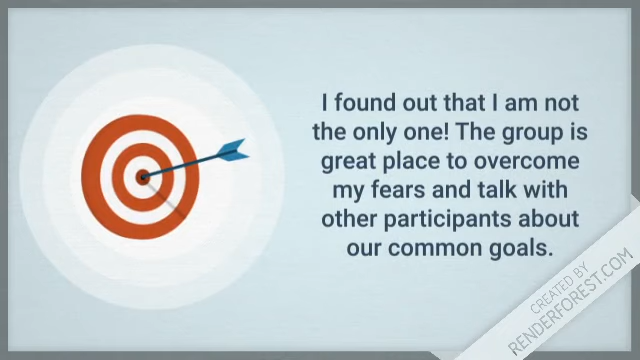 I found out that I am not
the only one! The group is
great place to overcome
my fears and talk with
other participants about
our common goals.
CREATED BY
RENDERFOREST.COM